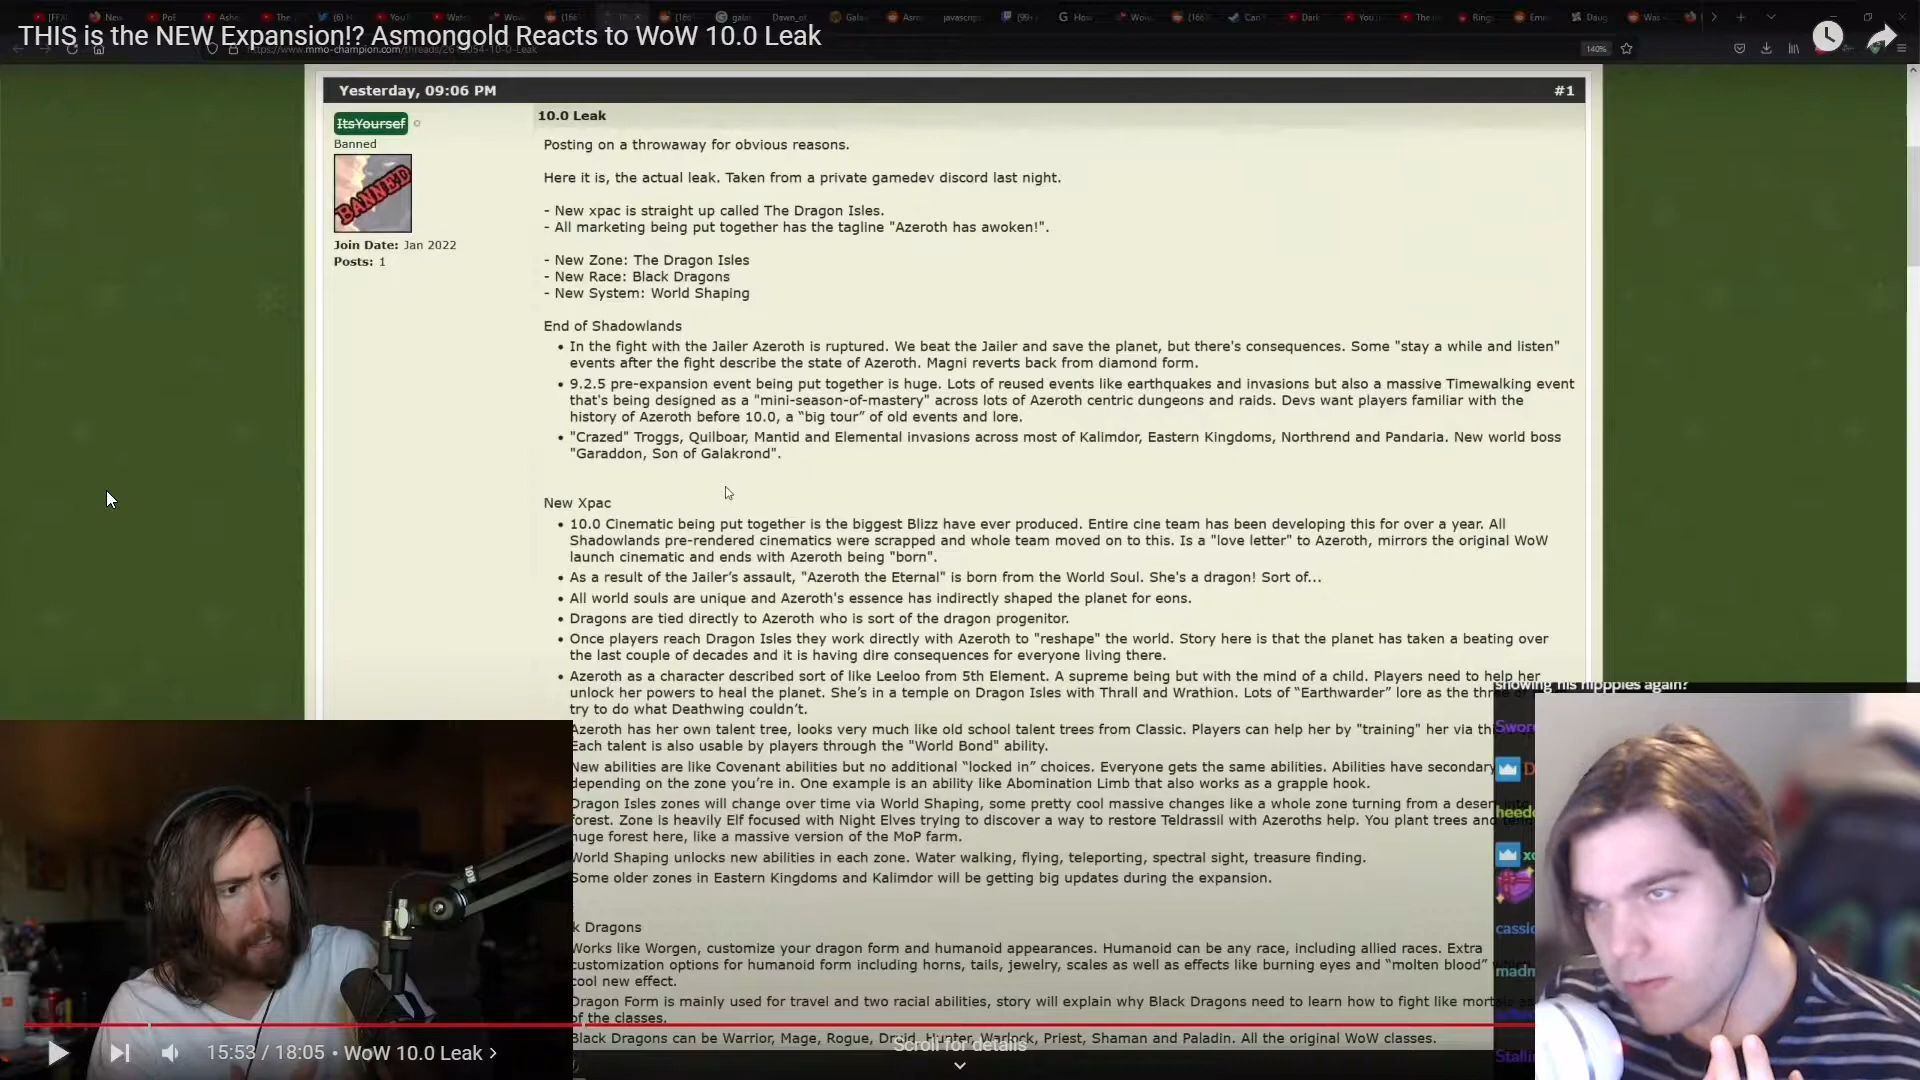 THIS is the NEW Expansion!? Asmongold Reacts to WoW 10.0 Leak
140%
Yesterday, 09:06 PM
#1
ItsYoursef
Banned
BANNED
Join Date: Jan 2022
Posts: 1
10.0 Leak
Posting on a throwaway for obvious reasons.
Here it is, the actual leak. Taken from a private gamedev discord last night.
- New xpac is straight up called The Dragon Isles.
- All marketing being put together has the tagline "Azeroth has awoken!".
- New Zone: The Dragon Isles
- New Race: Black Dragons
- New System: World Shaping
End of Shadowlands
• In the fight with the Jailer Azeroth is ruptured. We beat the Jailer and save the planet, but there's consequences. Some "stay a while and listen"
events after the fight describe the state of Azeroth. Magni reverts back from diamond form.
• 9.2.5 pre-expansion event being put together is huge. Lots of reused events like earthquakes and invasions but also a massive Timewalking event
that's being designed as a "mini-season-of-mastery" across lots of Azeroth centric dungeons and raids. Devs want players familiar with the
history of Azeroth before 10.0, a “big tour” of old events and lore.
• "Crazed" Troggs, Quilboar, Mantid and Elemental invasions across most of Kalimdor, Eastern Kingdoms, Northrend and Pandaria. New world boss
"Garaddon, Son of Galakrond".
New Xpac
• 10.0 Cinematic being put together is the biggest Blizz have ever produced. Entire cine team has been developing this for over a year. All
Shadowlands pre-rendered cinematics were scrapped and whole team moved on to this. Is a "love letter" to Azeroth, mirrors the original WoW
launch cinematic and ends with Azeroth being "born".
• As a result of the Jailer’s assault, "Azeroth the Eternal" is born from the World Soul. She's a dragon! Sort of...
• All world souls are unique and Azeroth's essence has indirectly shaped the planet for eons.
• Dragons are tied directly to Azeroth who is sort of the dragon progenitor.
• Once players reach Dragon Isles they work directly with Azeroth to "reshape" the world. Story here is that the planet has taken a beating over
the last couple of decades and it is having dire consequences for everyone living there.
• Azeroth as a character described sort of like Leeloo from 5th Element. A supreme being but with the mind of a child. Players need to help her
unlock her powers to heal the planet. She’s in a temple on Dragon Isles with Thrall and Wrathion. Lots of “Earthwarder” lore as the
try to do what Deathwing couldn’t.
Azeroth has her own talent tree, looks very much like old school talent trees from Classic. Players can help her by "training" her via
Each talent is also usable by players through the "World Bond" ability.
New abilities are like Covenant abilities but no additional “locked in” choices. Everyone gets the same abilities. Abilities have secondary
depending on the zone you’re in. One example is an ability like Abomination Limb that also works as a grapple hook.
Dragon Isles zones will change over time via World Shaping, some pretty cool massive changes like a whole zone turning from a desert
forest. Zone is heavily Elf focused with Night Elves trying to discover a way to restore Teldrassil with Azeroths help. You plant trees and
huge forest here, like a massive version of the MoP farm.
World Shaping unlocks new abilities in each zone. Water walking, flying, teleporting, spectral sight, treasure finding.
Some older zones in Eastern Kingdoms and Kalimdor will be getting big updates during the expansion.
k Dragons
Works like Worgen, customize your dragon form and humanoid appearances. Humanoid can be any race, including allied races. Extra
customization options for humanoid form including horns, tails, jewelry, scales as well as effects like burning eyes and “molten blood”
cool new effect.
Dragon Form is mainly used for travel and two racial abilities, story will explain why Black Dragons need to learn how to fight like
of the classes.
Black Dragons can be Warrior, Mage, Rogue, Druid, Hunter, Warlock, Priest, Shaman and Paladin. All the original WoW classes.
showing his nippples again?
Swor
heed
xc
cassi
madm
Stalli
15:53 / 18:05 • WoW 10.0 Leak >
Scroll for details